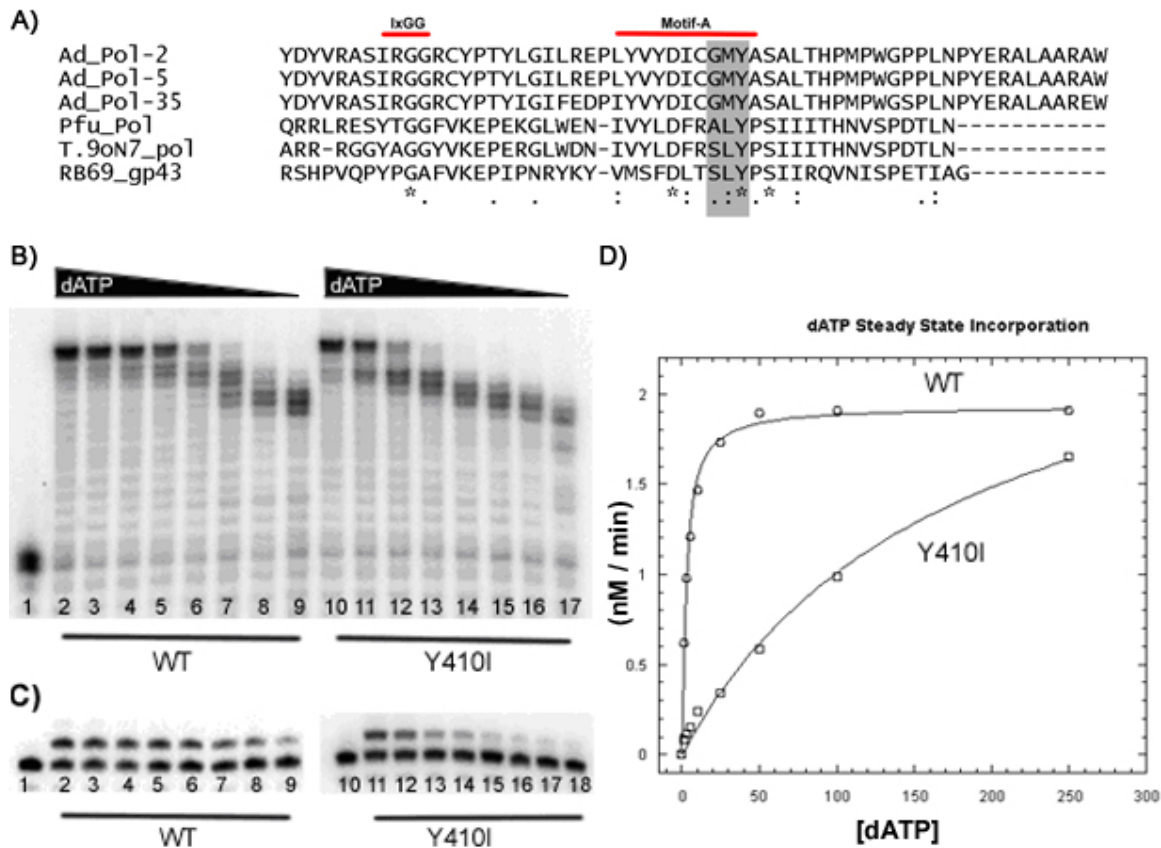 A)
IxGG Motif-A
Ad_Pol-2 YDYVRASIRGGRCYPTYLGILREPLYVYDICGMYASALTHPMPWGPPLNPYERALAARAW
Ad_Pol-5 YDYVRASIRGGRCYPTYLGILREPLYVYDICGMYASALTHPMPWGPPLNPYERALAARAW
Ad_Pol-35 YDYVRASIRGGRCYPTYIGIFEDPIYVYDICGMYASALTHPMPWGSPLNPYERALAAREW
Pfu_Pol QRRLRESYTGGFVKEPEKGLWEN-IVYLDFRALYPSIIITHNVSPDTLN-----------
T.9oN7_pol ARR-RGGYAGGYVKEPERGLWDN-IVYLDFRSLYPSIIITHNVSPDTLN-----------
RB69_gp43 RSHPVQPYPGAFVKEPIPNRYKY-VMSFDLTSLYPSIIRQVNISPETIAG----------
* . . . : *: .:* * : .:
B)
dATP dATP
1 2 3 4 5 6 7 8 9 10 11 12 13 14 15 16 17
WT Y410I
C)
1 2 3 4 5 6 7 8 9 10 11 12 13 14 15 16 17 18
WT Y410I
D)
dATP Steady State Incorporation
WT
Y410I
(nM / min)
2
1.5
1
0.5
0
0 50 100 150 200 250 300
[dATP]